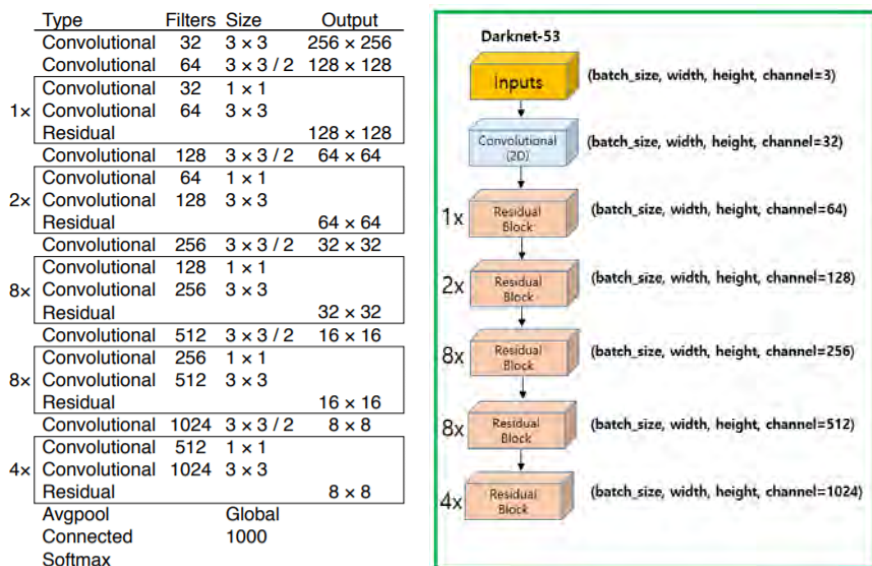 Type Filters Size Output
Convolutional 32 3 × 3 256 × 256
Convolutional 64 3 × 3 / 2 128 × 128
Convolutional 32 1 × 1
1× Convolutional 64 3 × 3
Residual 128 × 128
Convolutional 128 3 × 3 / 2 64 × 64
Convolutional 64 1 × 1
2× Convolutional 128 3 × 3
Residual 64 × 64
Convolutional 256 3 × 3 / 2 32 × 32
Convolutional 128 1 × 1
8× Convolutional 256 3 × 3
Residual 32 × 32
Convolutional 512 3 × 3 / 2 16 × 16
Convolutional 256 1 × 1
8× Convolutional 512 3 × 3
Residual 16 × 16
Convolutional 1024 3 × 3 / 2 8 × 8
Convolutional 512 1 × 1
4× Convolutional 1024 3 × 3
Residual 8 × 8
Avgpool Global
Connected 1000
Softmax
Darknet-53
Inputs (batch_size, width, height, channel=3)
Convolutional (batch_size, width, height, channel=32)
(2D)
1x Residual (batch_size, width, height, channel=64)
Block
2x Residual (batch_size, width, height, channel=128)
Block
8x Residual (batch_size, width, height, channel=256)
Block
8x Residual (batch_size, width, height, channel=512)
Block
4x Residual (batch_size, width, height, channel=1024)
Block